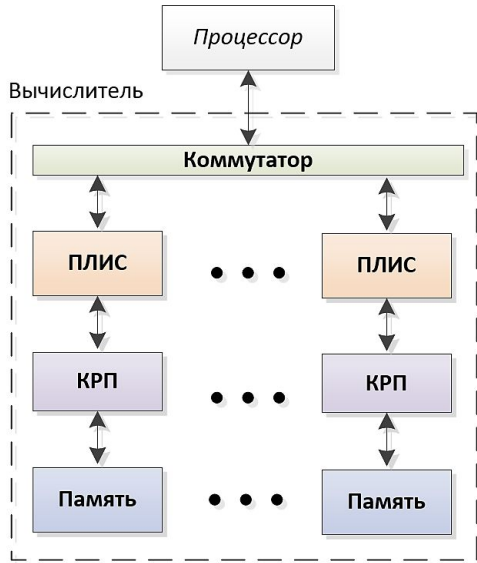 Процессор
Вычислитель
Коммутатор
ПЛИС
ПЛИС
КРП
КРП
Память
Память